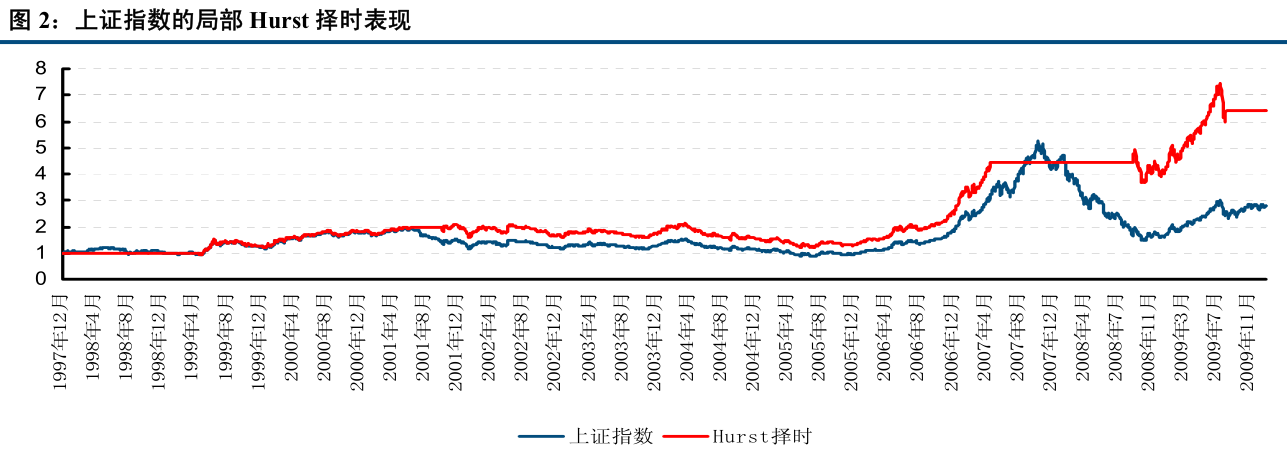 图 2：上证指数的局部 Hurst 择时表现
8
7
6
5
4
3
2
1
0
1997年12月
1998年4月
1998年8月
1998年12月
1999年4月
1999年8月
1999年12月
2000年4月
2000年8月
2000年12月
2001年4月
2001年8月
2001年12月
2002年4月
2002年8月
2002年12月
2003年4月
2003年8月
2003年12月
2004年4月
2004年8月
2004年12月
2005年4月
2005年8月
2005年12月
2006年4月
2006年8月
2006年12月
2007年4月
2007年8月
2007年12月
2008年4月
2008年7月
2008年11月
2009年3月
2009年7月
2009年11月
上证指数 Hurst择时